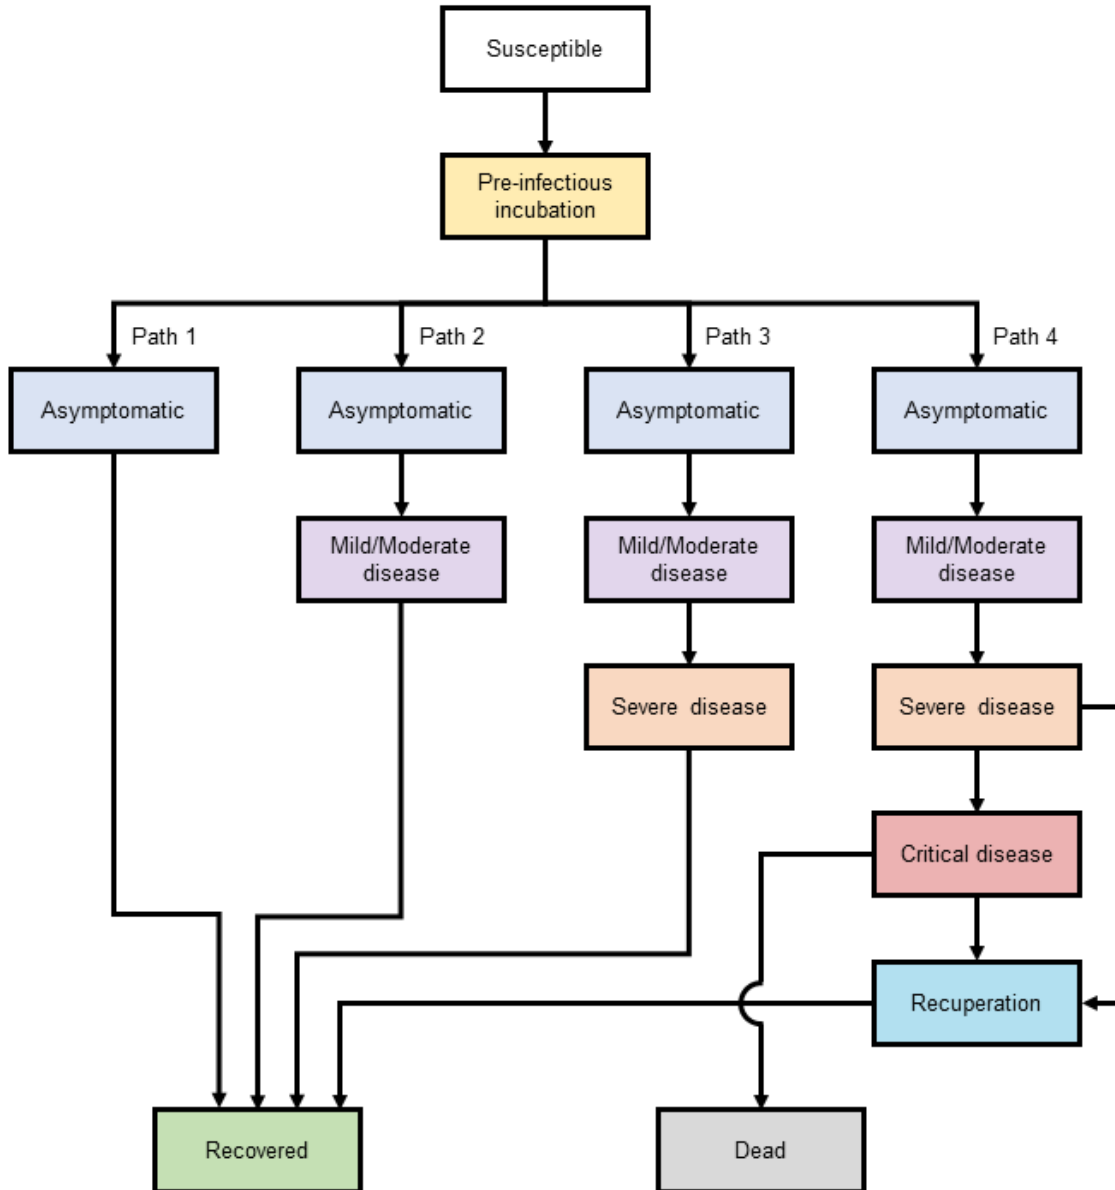 Susceptible
Pre-infectious
incubation
Path 1
Path 2
Path 3
Path 4
Asymptomatic
Asymptomatic
Asymptomatic
Asymptomatic
Mild/Moderate
disease
Mild/Moderate
disease
Mild/Moderate
disease
Severe disease
Severe disease
Critical disease
Recuperation
Recovered
Dead